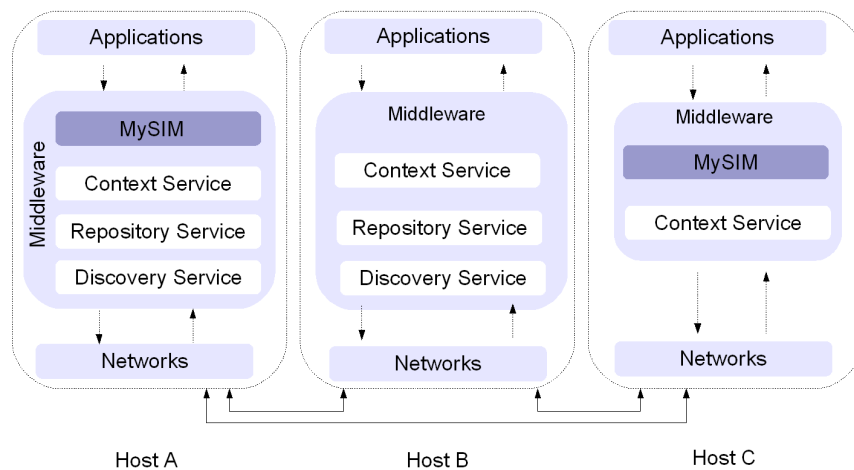 Applications
MySIM
Middleware
Context Service
Repository Service
Discovery Service
Networks
Host A
Applications
Middleware
Context Service
Repository Service
Discovery Service
Networks
Host B
Applications
Middleware
MySIM
Context Service
Networks
Host C